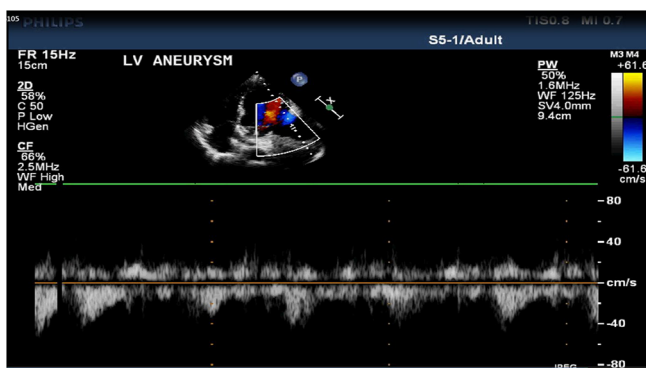 105
PHILIPS
TIS0.8 MI 0.7
S5-1/Adult
FR 15Hz
15cm
LV ANEURYSM
2D
58%
C 50
P Low
HGen
CF
66%
2.5MHz
WF High
Med
PW
50%
1.6MHz
WF 125Hz
SV4.0mm
9.4cm
M3 M4
+61.6
-61.6
cm/s
P
80
40
cm/s
-40
-80